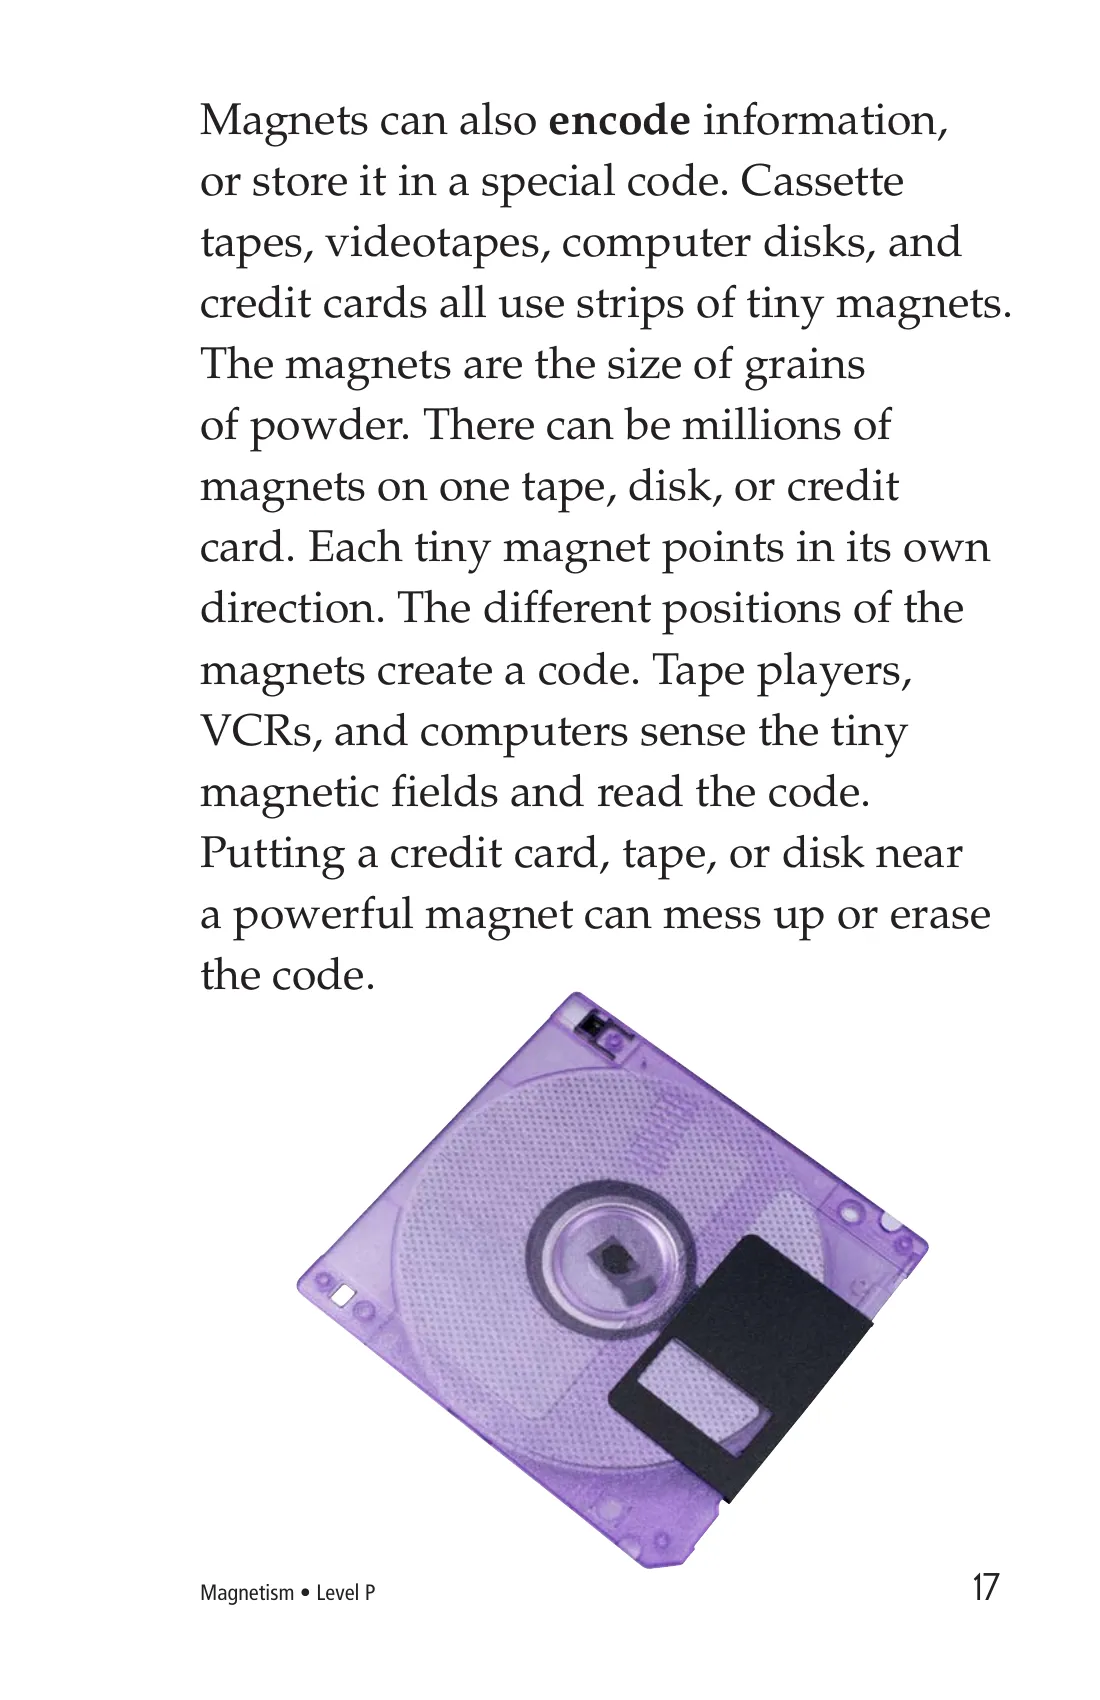 Magnets can also encode information,
or store it in a special code. Cassette
tapes, videotapes, computer disks, and
credit cards all use strips of tiny magnets.
The magnets are the size of grains
of powder. There can be millions of
magnets on one tape, disk, or credit
card. Each tiny magnet points in its own
direction. The different positions of the
magnets create a code. Tape players,
VCRs, and computers sense the tiny
magnetic fields and read the code.
Putting a credit card, tape, or disk near
a powerful magnet can mess up or erase
the code.
Magnetism • Level P
17